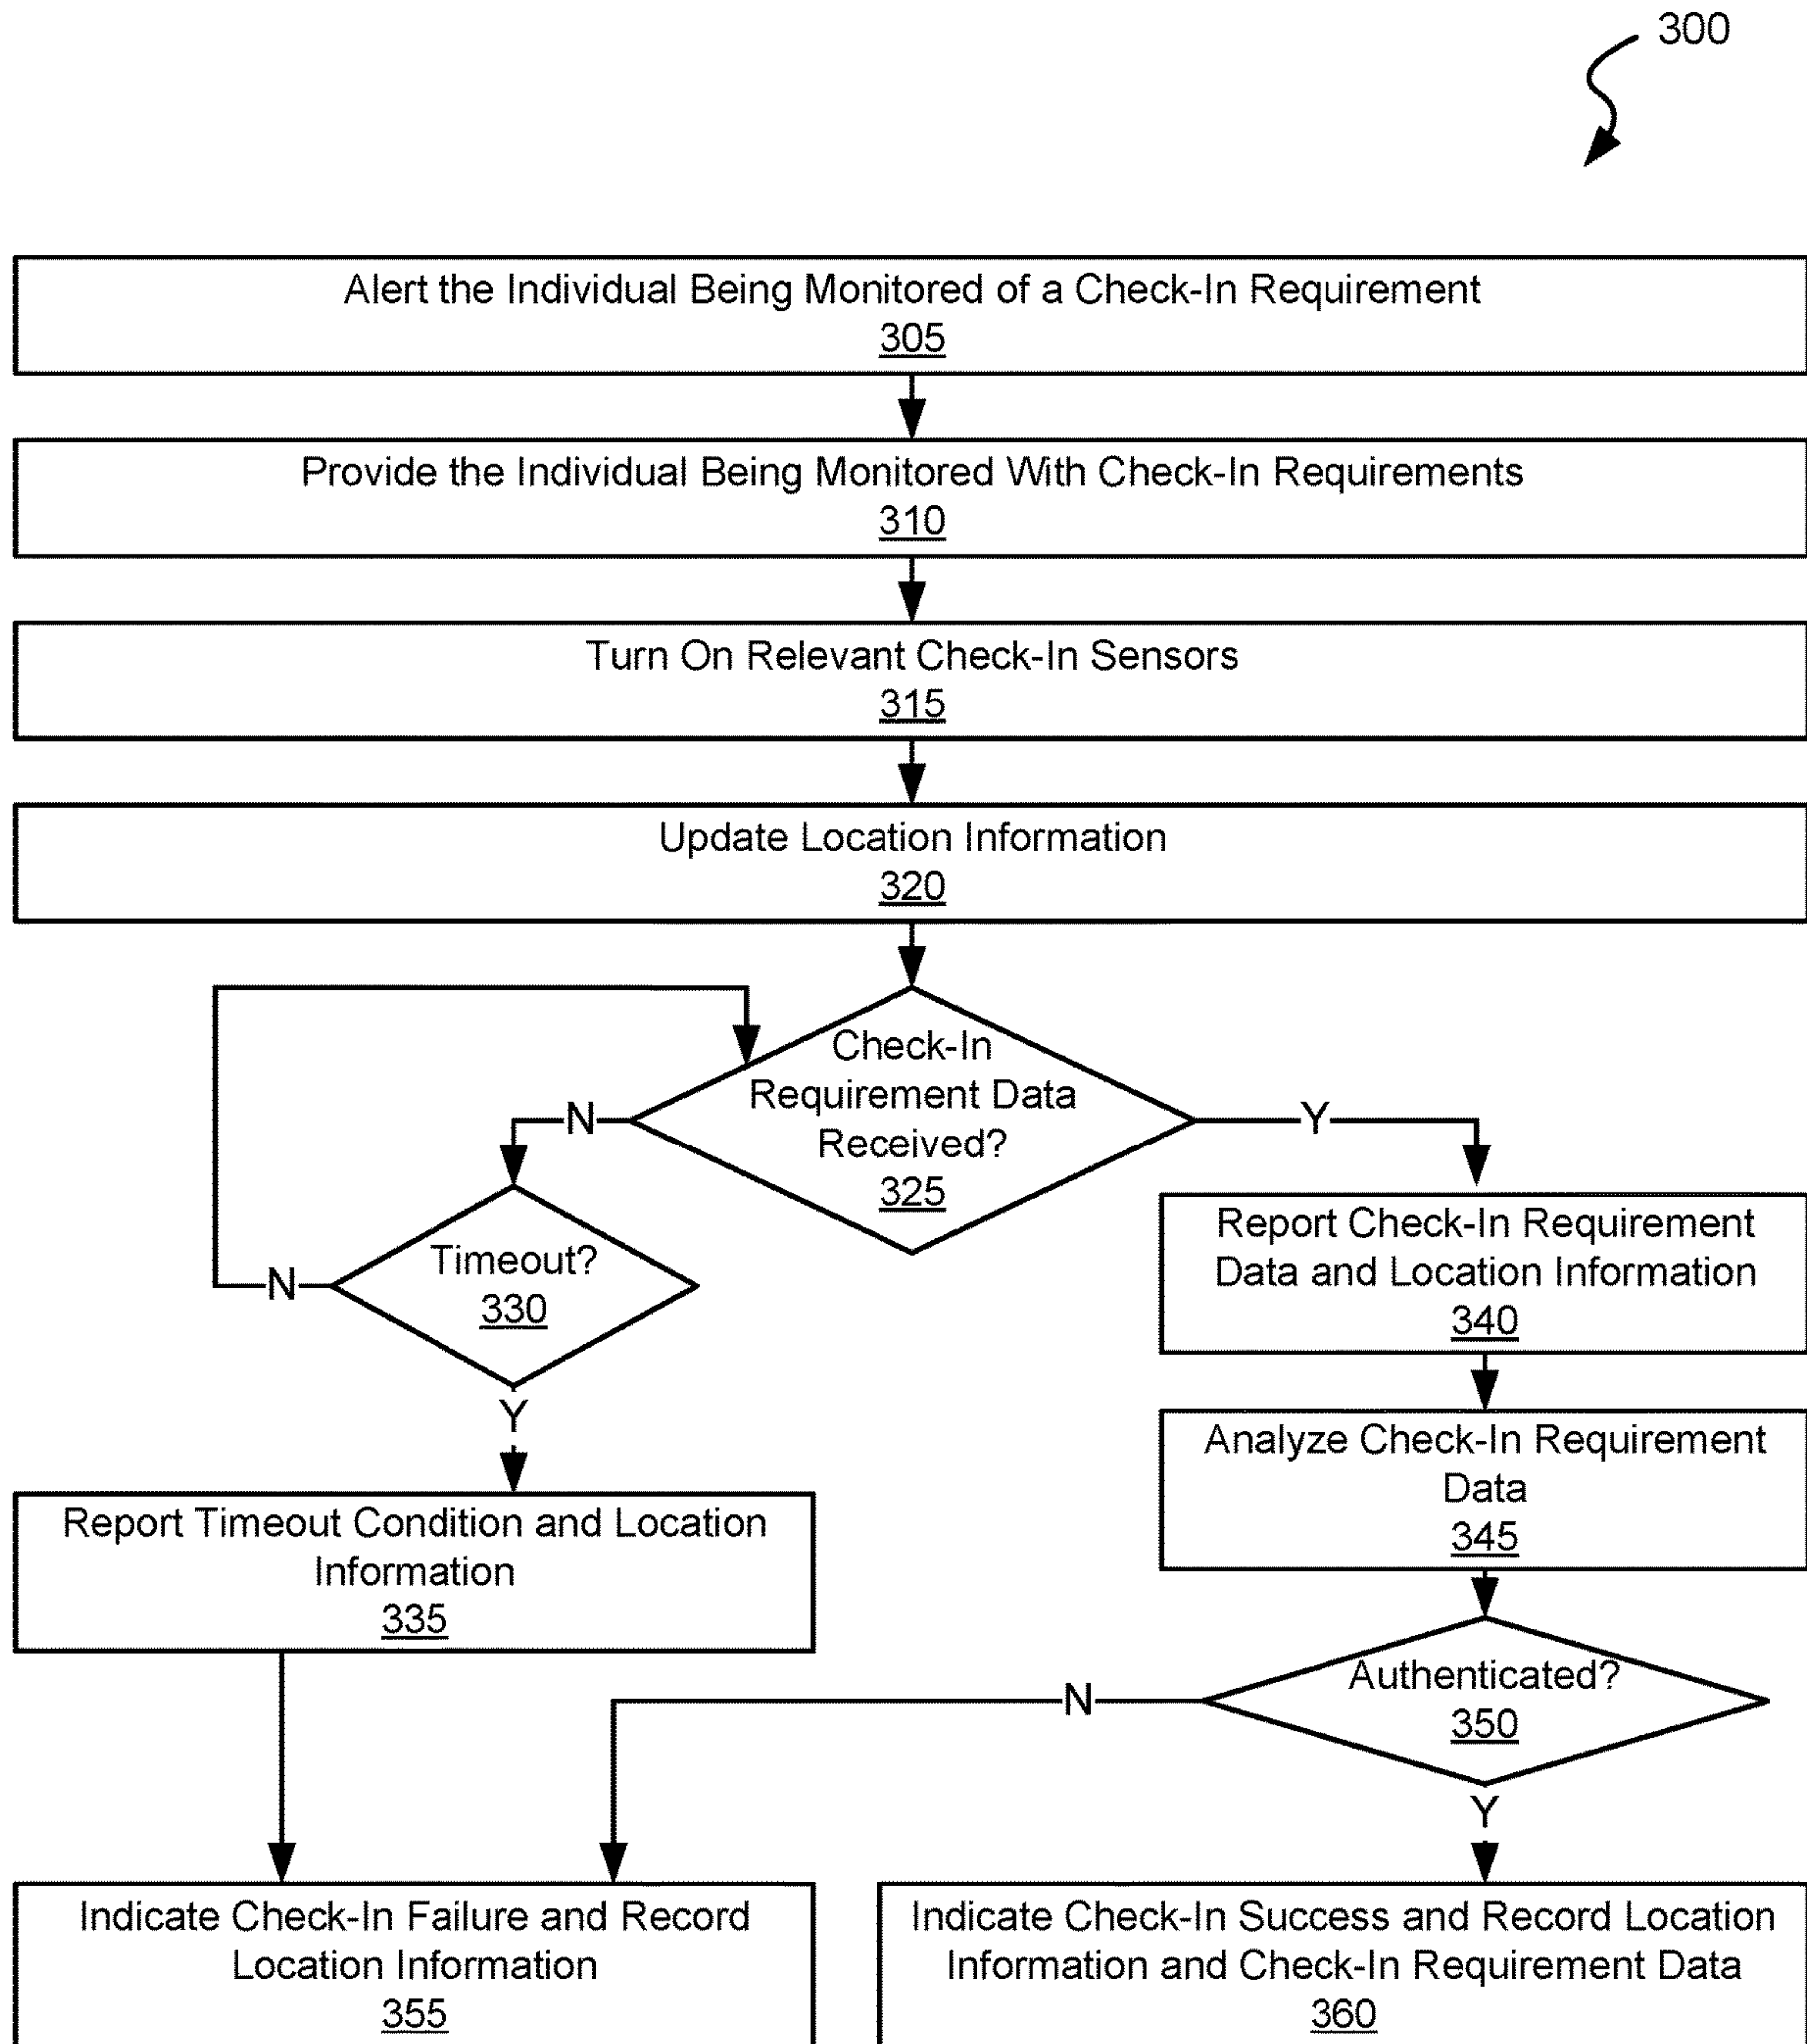 300
Alert the Individual Being Monitored of a Check-In Requirement
305
Provide the Individual Being Monitored With Check-In Requirements
310
Turn On Relevant Check-In Sensors
315
Update Location Information
320
Check-In
Requirement Data
Received?
325
N
Y
Timeout?
330
N
Y
Report Check-In Requirement
Data and Location Information
340
Analyze Check-In Requirement
Data
345
Report Timeout Condition and Location
Information
335
Authenticated?
350
N
Y
Indicate Check-In Failure and Record
Location Information
355
Indicate Check-In Success and Record Location
Information and Check-In Requirement Data
360